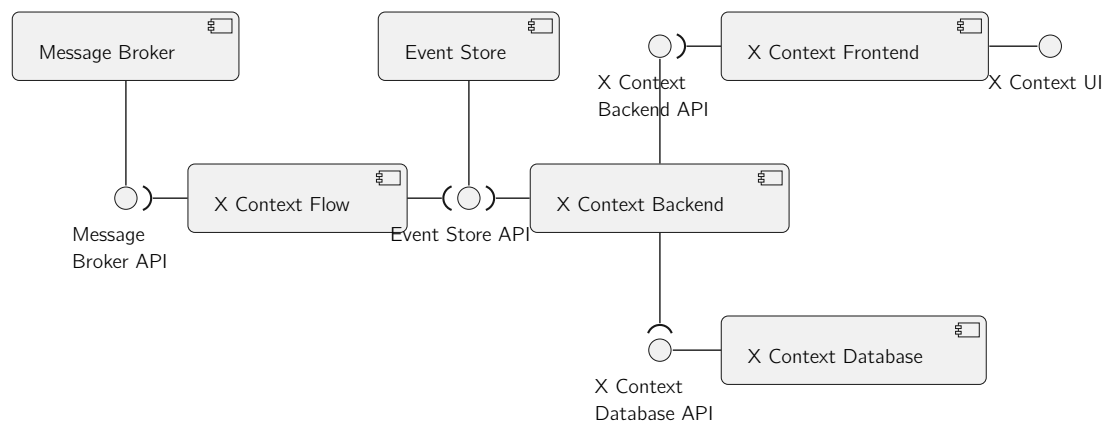 Message Broker
Event Store
X Context Frontend
X Context
Backend API
X Context UI
X Context Flow
X Context Backend
Message
Broker API
Event Store API
X Context Database
X Context
Database API